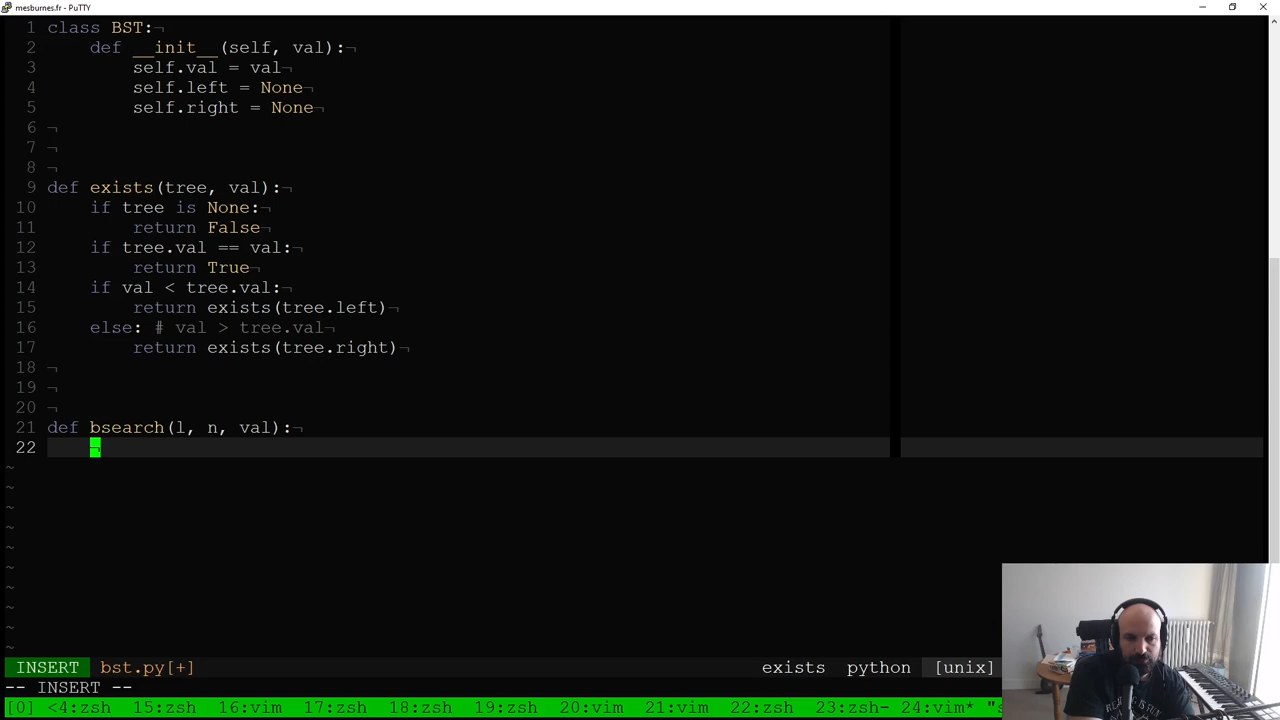 mesburnes.fr - PuTTY
1 class BST:¬
2     def __init__(self, val):¬
3         self.val = val¬
4         self.left = None¬
5         self.right = None¬
6 ¬
7 ¬
8 ¬
9 def exists(tree, val):¬
10     if tree is None:¬
11         return False¬
12     if tree.val == val:¬
13         return True¬
14     if val < tree.val:¬
15         return exists(tree.left)¬
16     else: # val > tree.val¬
17         return exists(tree.right)¬
18 ¬
19 ¬
20 ¬
21 def bsearch(l, n, val):¬
22     ¬
~
~
~
~
~
~
~
~
~
~
INSERT bst.py[+] exists python [unix]
-- INSERT --
[0] <4:zsh 15:zsh 16:vim 17:zsh 18:zsh 19:zsh 20:vim 21:vim 22:zsh 23:zsh- 24:vim* "s